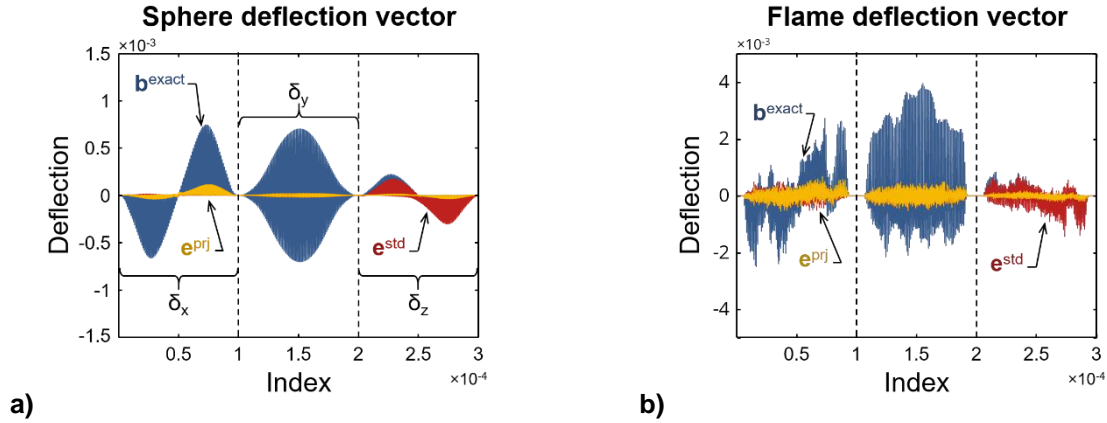 Sphere deflection vector
×10⁻³
1.5
1
0.5
0
-0.5
-1
-1.5
Deflection
b^exact
δ_y
e^prj
e^std
δ_x
δ_z
0.5 1 1.5 2 2.5 3
Index
×10⁻⁴
a)
Flame deflection vector
×10⁻³
4
2
0
-2
-4
Deflection
b^exact
e^prj
e^std
0.5 1 1.5 2 2.5 3
Index
×10⁻⁴
b)